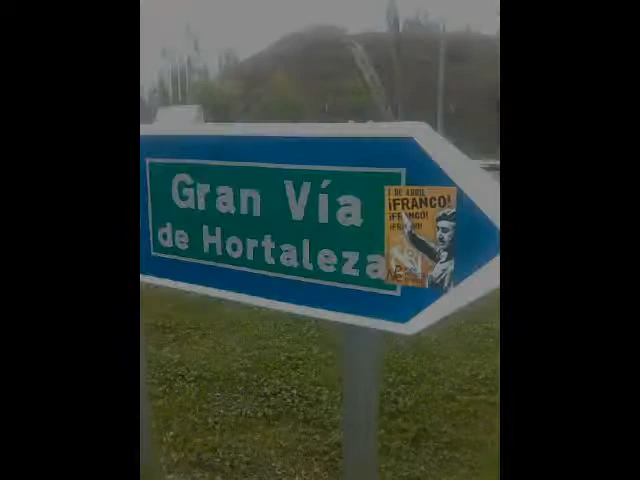 Gran Vía
de Hortaleza
1 DE ABRIL
¡FRANCO!
¡FRANCO!